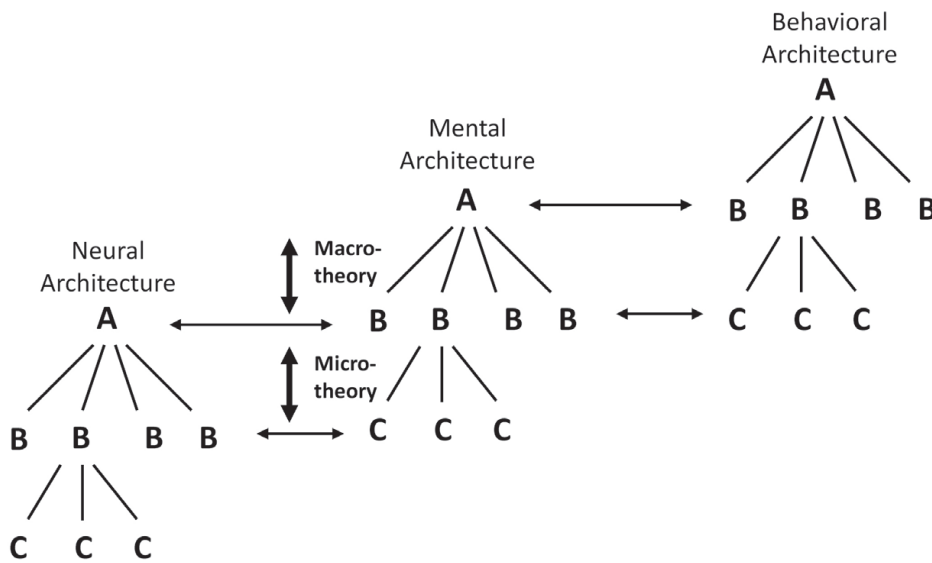 Behavioral
Architecture
A
Mental
Architecture
A
B B B B
Neural
Architecture
Macro-
theory
A
B B B B
C C C
Micro-
theory
B B B B
C C C
C C C